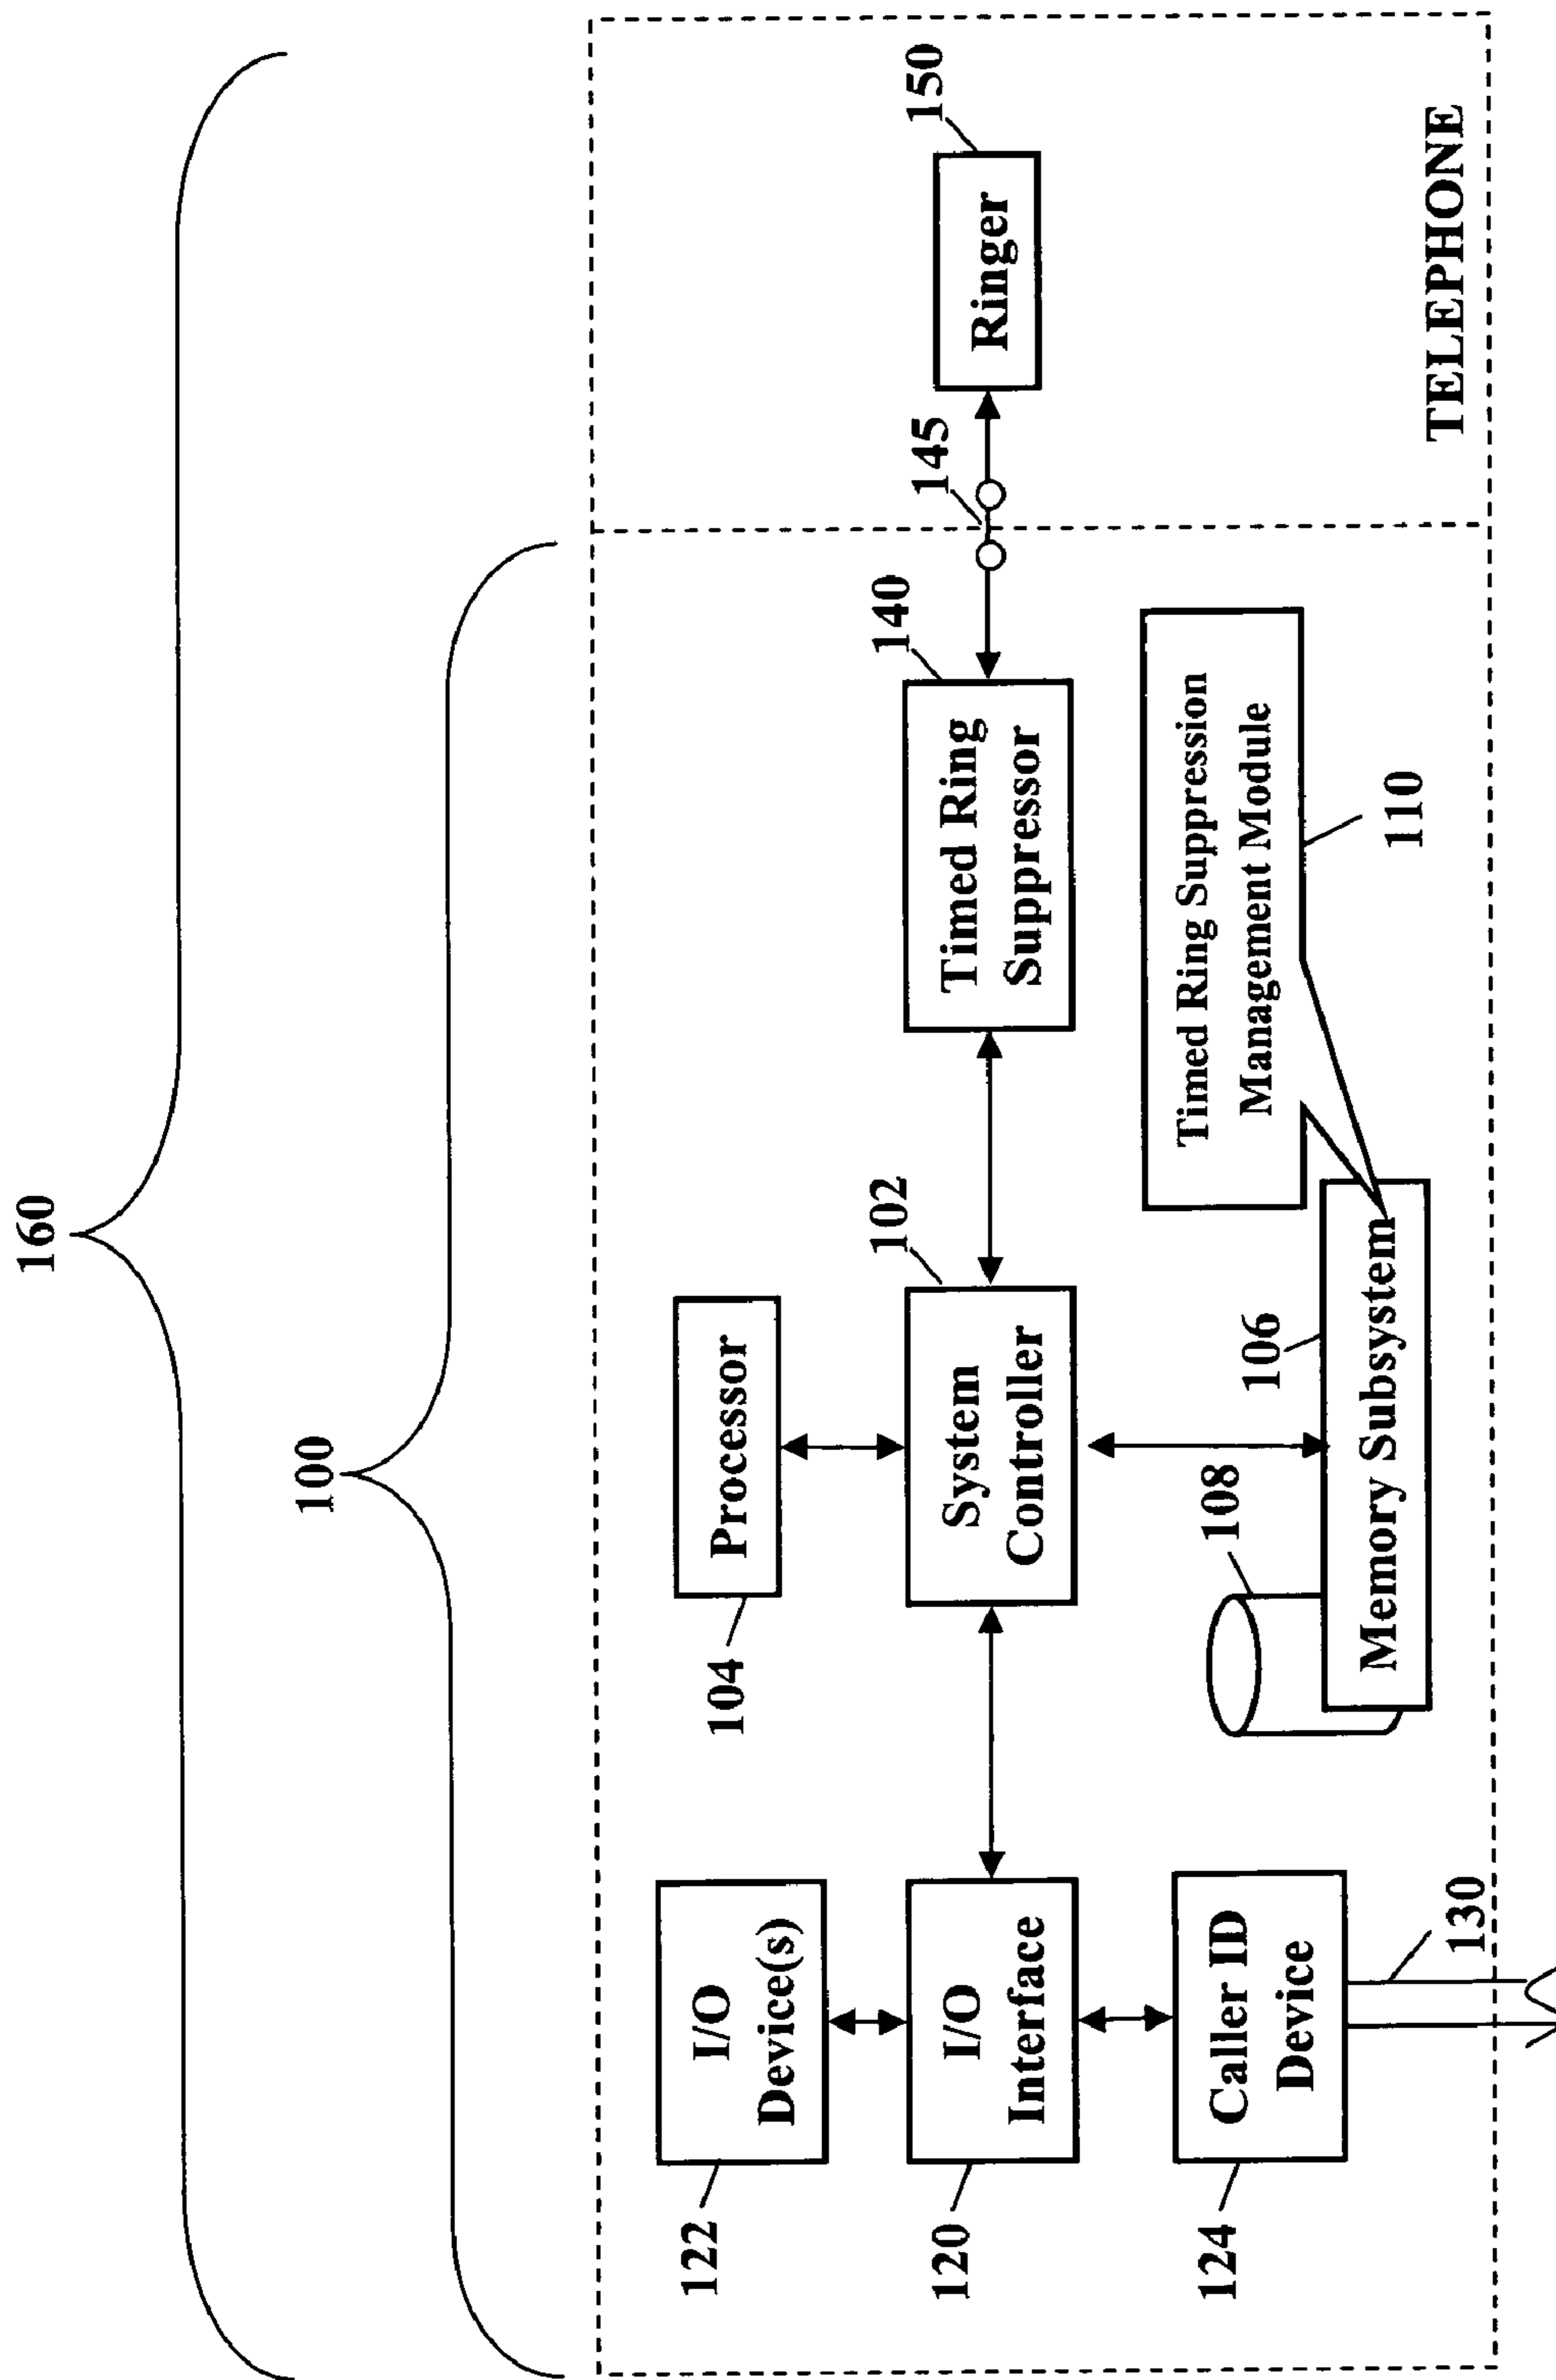 160
100
122
I/O
Device(s)
104
Processor
120
I/O
Interface
102
System
Controller
140
Timed Ring
Suppressor
145
150
Ringer
124
Caller ID
Device
130
108
106
Memory Subsystem
Timed Ring Suppression
Management Module
110
TELEPHONE